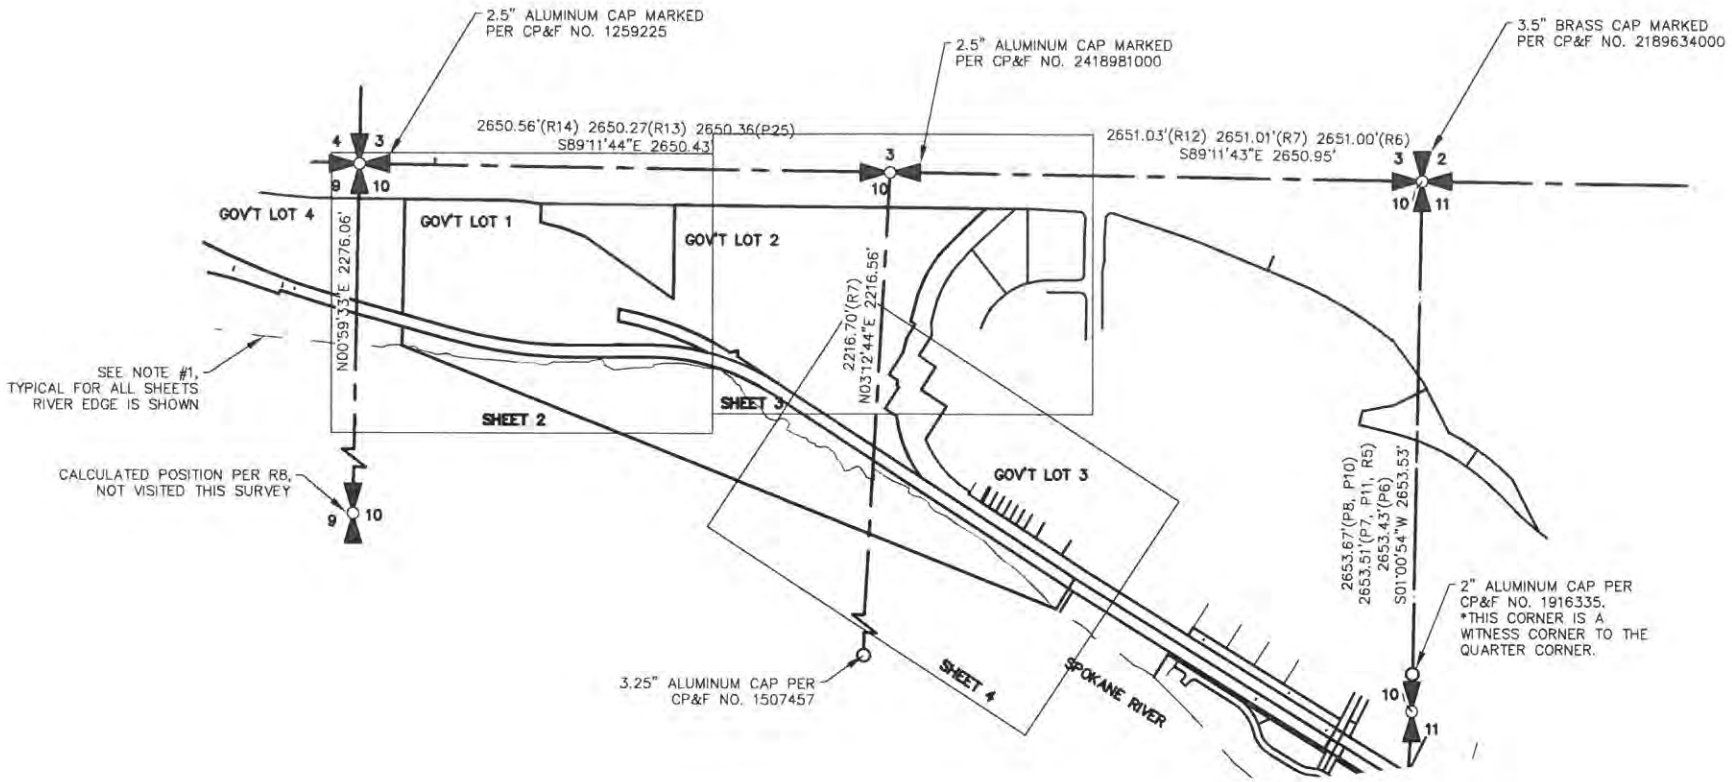 2.5" ALUMINUM CAP MARKED
PER CP&F NO. 1259225
2.5" ALUMINUM CAP MARKED
PER CP&F NO. 2418981000
3.5" BRASS CAP MARKED
PER CP&F NO. 2189634000
2650.56'(R14) 2650.27(R13) 2650.36(P25)
S89°11'44"E 2650.43'
2651.03'(R12) 2651.01'(R7) 2651.00'(R6)
S89°11'43"E 2650.95'
4 3
9 10
3
10
3 2
10 11
GOV'T LOT 4
GOV'T LOT 1
GOV'T LOT 2
N00°59'33"E 2276.06'
2216.70'(R7)
N03°12'44"E 2216.56'
SEE NOTE #1,
TYPICAL FOR ALL SHEETS
RIVER EDGE IS SHOWN
SHEET 2
SHEET 3
CALCULATED POSITION PER R8,
NOT VISITED THIS SURVEY
9 10
GOV'T LOT 3
2653.67'(P8, P10)
2653.51'(P7, P11, R5)
2653.43'(P6)
S01°00'54"W 2653.53'
2" ALUMINUM CAP PER
CP&F NO. 1916335.
*THIS CORNER IS A
WITNESS CORNER TO THE
QUARTER CORNER.
3.25" ALUMINUM CAP PER
CP&F NO. 1507457
SHEET 4
SPOKANE RIVER
10
11